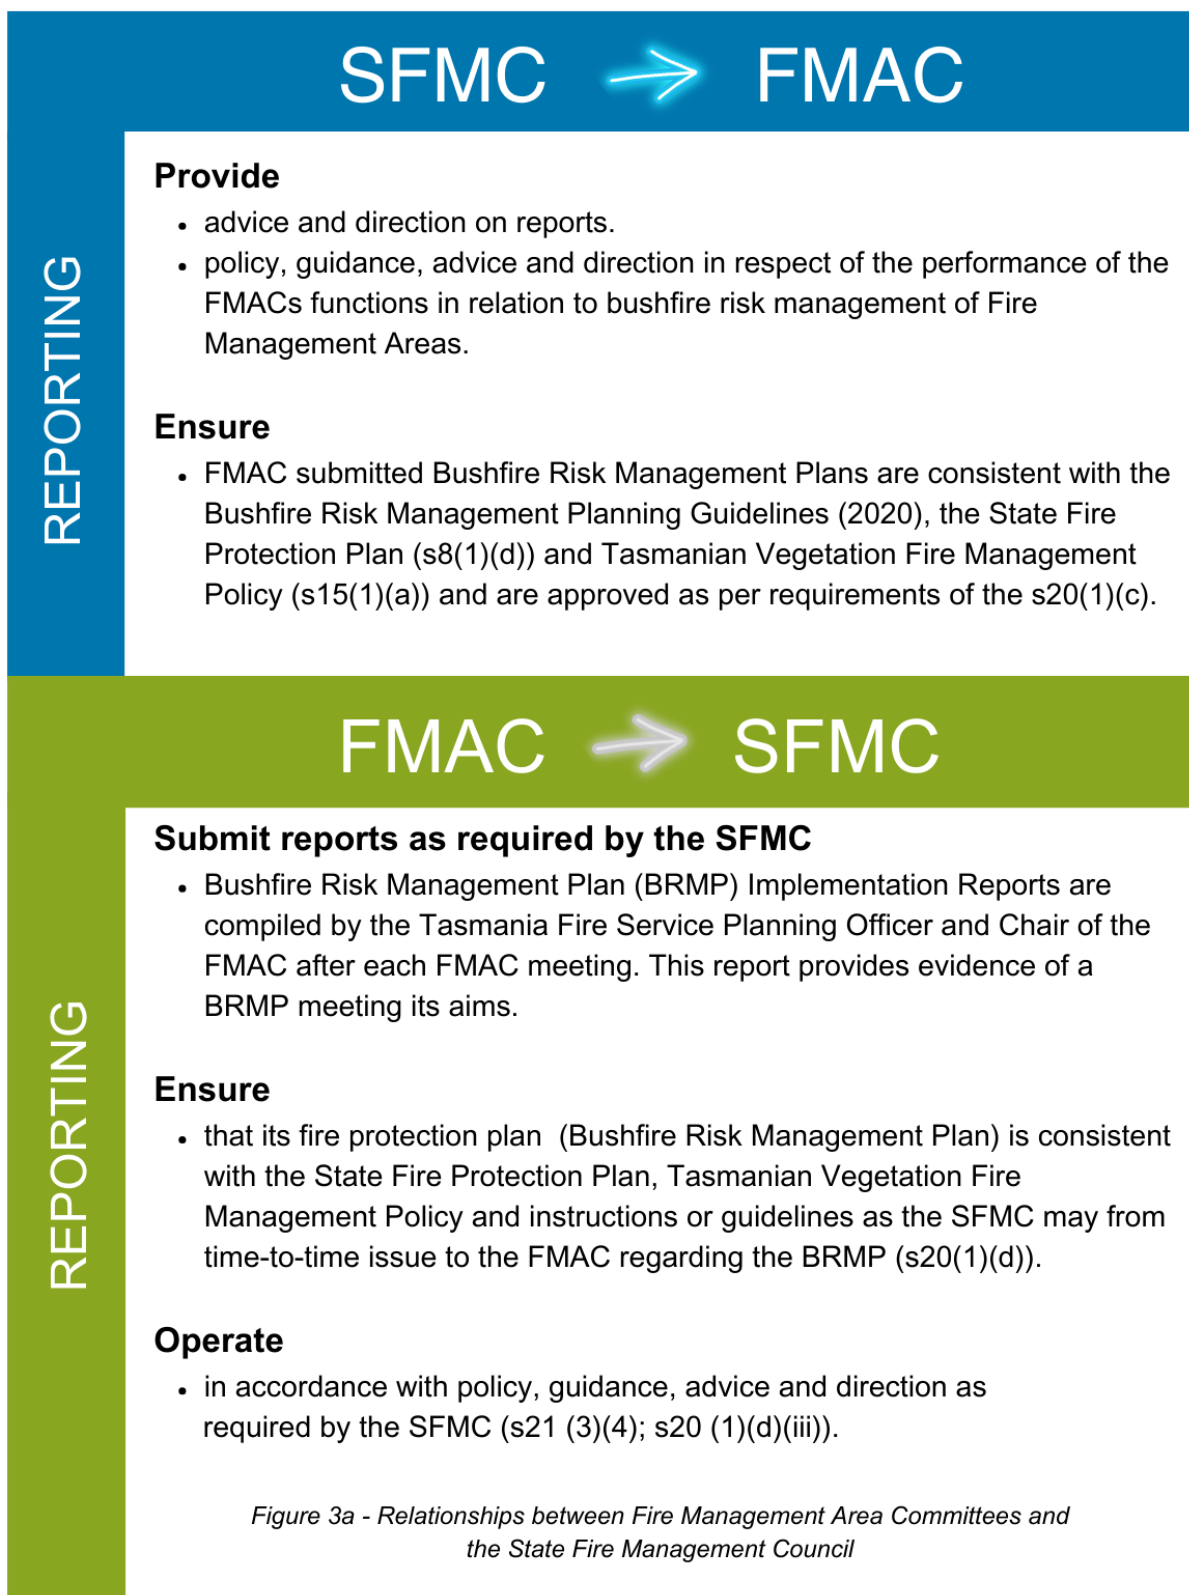 SFMC → FMAC
REPORTING
Provide
• advice and direction on reports.
• policy, guidance, advice and direction in respect of the performance of the
FMACs functions in relation to bushfire risk management of Fire
Management Areas.
Ensure
• FMAC submitted Bushfire Risk Management Plans are consistent with the
Bushfire Risk Management Planning Guidelines (2020), the State Fire
Protection Plan (s8(1)(d)) and Tasmanian Vegetation Fire Management
Policy (s15(1)(a)) and are approved as per requirements of the s20(1)(c).
FMAC → SFMC
REPORTING
Submit reports as required by the SFMC
• Bushfire Risk Management Plan (BRMP) Implementation Reports are
compiled by the Tasmania Fire Service Planning Officer and Chair of the
FMAC after each FMAC meeting. This report provides evidence of a
BRMP meeting its aims.
Ensure
• that its fire protection plan  (Bushfire Risk Management Plan) is consistent
with the State Fire Protection Plan, Tasmanian Vegetation Fire
Management Policy and instructions or guidelines as the SFMC may from
time-to-time issue to the FMAC regarding the BRMP (s20(1)(d)).
Operate
• in accordance with policy, guidance, advice and direction as
required by the SFMC (s21 (3)(4); s20 (1)(d)(iii)).
Figure 3a - Relationships between Fire Management Area Committees and
the State Fire Management Council